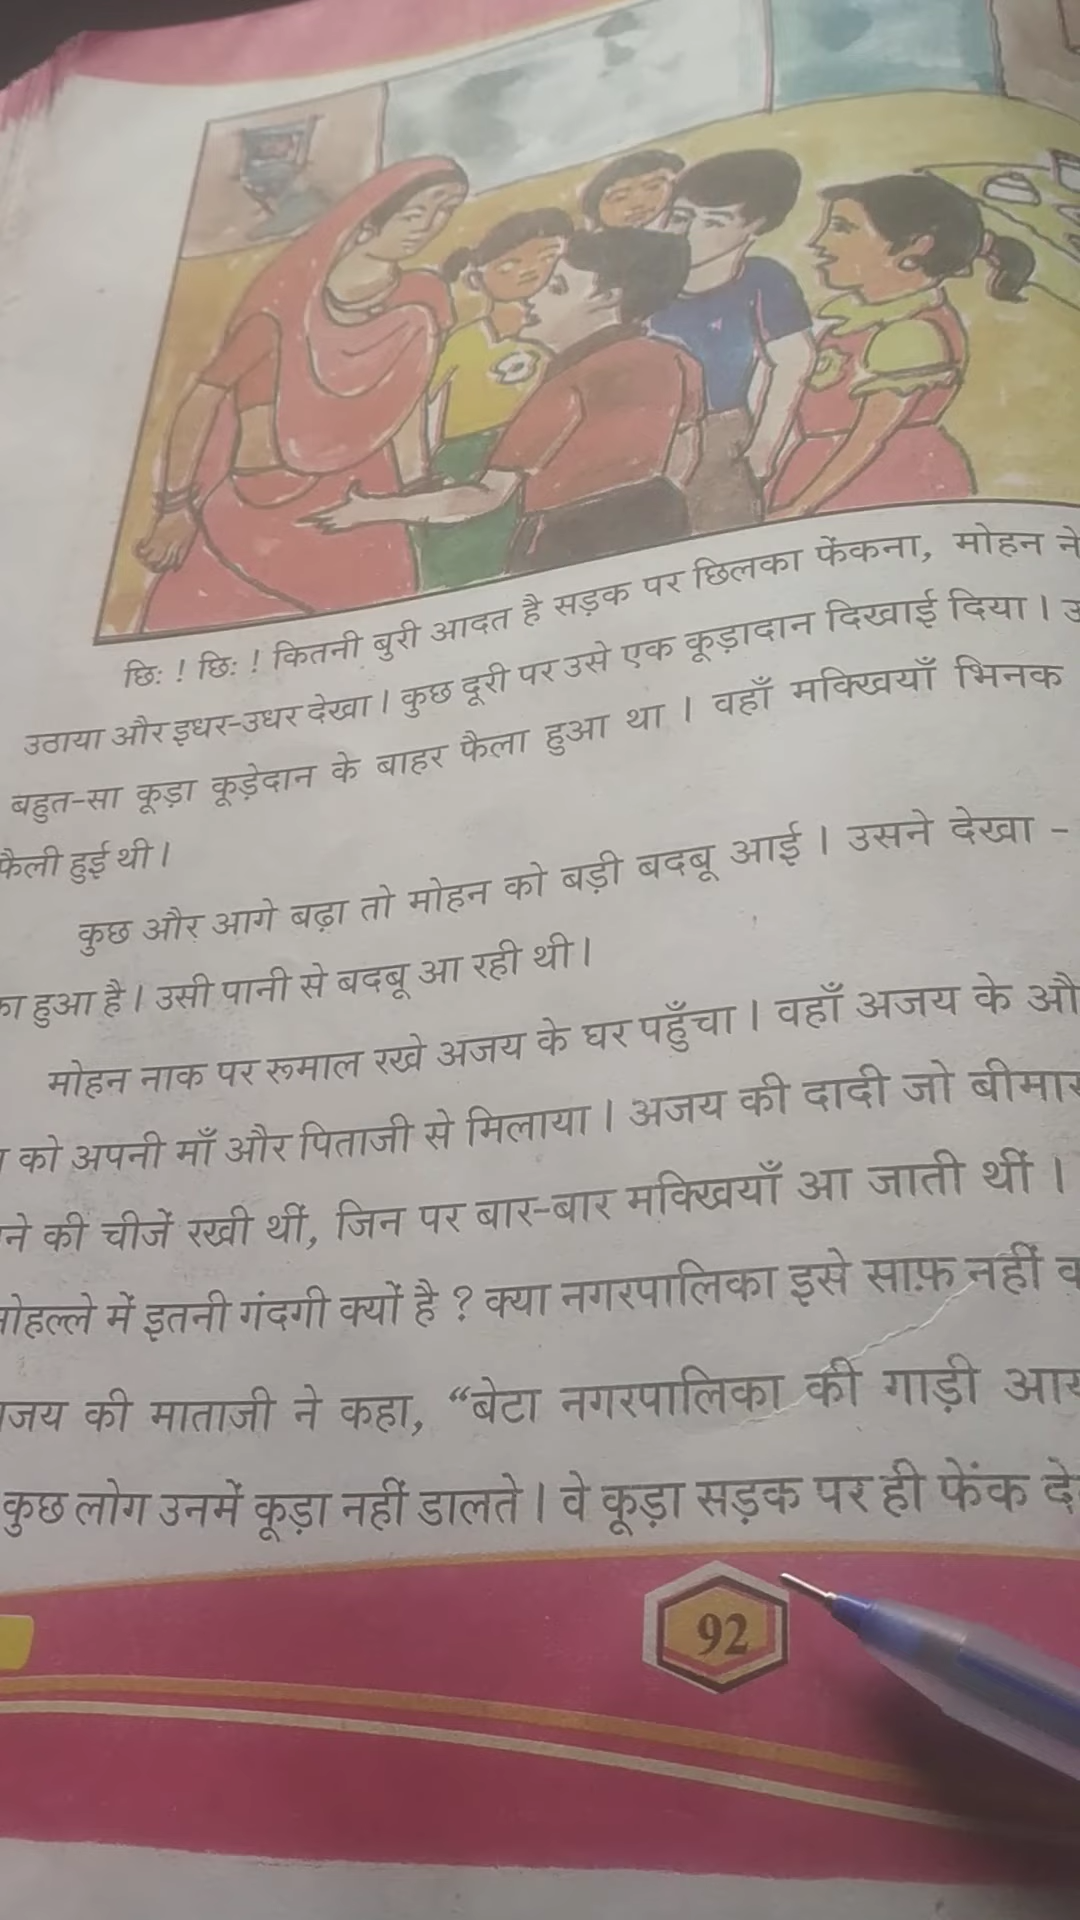 छिः ! छिः ! कितनी बुरी आदत है सड़क पर छिलका फेंकना, मोहन ने
उठाया और इधर-उधर देखा । कुछ दूरी पर उसे एक कूड़ादान दिखाई दिया ।
बहुत-सा कूड़ा कूड़ेदान के बाहर फैला हुआ था । वहाँ मक्खियाँ भिनक
फैली हुई थी ।
कुछ और आगे बढ़ा तो मोहन को बड़ी बदबू आई । उसने देखा -
हुआ है । उसी पानी से बदबू आ रही थी ।
मोहन नाक पर रूमाल रखे अजय के घर पहुँचा । वहाँ अजय के
को अपनी माँ और पिताजी से मिलाया । अजय की दादी जो बीमार
की चीजें रखी थीं, जिन पर बार-बार मक्खियाँ आ जाती थीं ।
में इतनी गंदगी क्यों है ? क्या नगरपालिका इसे साफ़ नहीं
की माताजी ने कहा, “बेटा नगरपालिका की गाड़ी
कुछ लोग उनमें कूड़ा नहीं डालते । वे कूड़ा सड़क पर ही फेंक
92